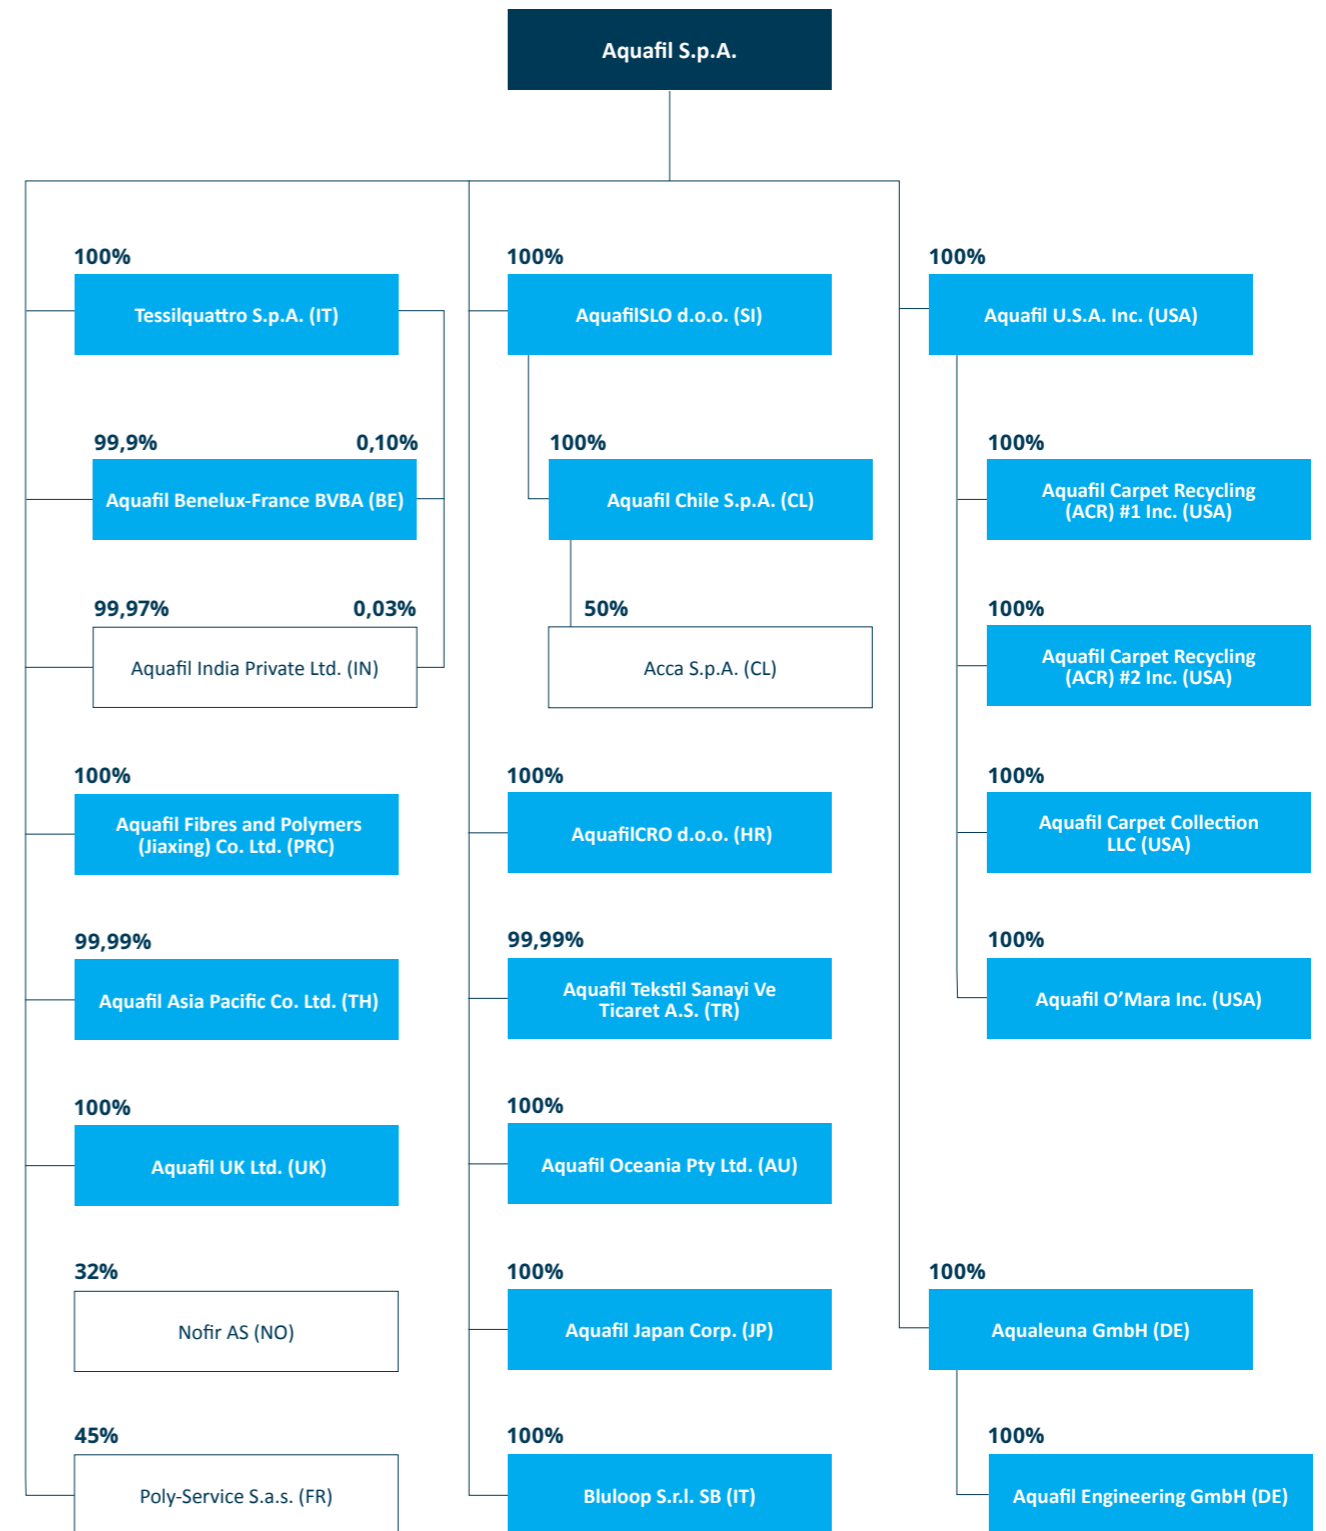 Aquafil S.p.A.
100%
Tessilquattro S.p.A. (IT)
99,9%
0,10%
Aquafil Benelux-France BVBA (BE)
99,97%
0,03%
Aquafil India Private Ltd. (IN)
100%
Aquafil Fibres and Polymers
(Jiaxing) Co. Ltd. (PRC)
99,99%
Aquafil Asia Pacific Co. Ltd. (TH)
100%
Aquafil UK Ltd. (UK)
32%
Nofir AS (NO)
45%
Poly-Service S.a.s. (FR)
100%
AquafilSLO d.o.o. (SI)
100%
Aquafil Chile S.p.A. (CL)
50%
Acca S.p.A. (CL)
100%
AquafilCRO d.o.o. (HR)
99,99%
Aquafil Tekstil Sanayi Ve
Ticaret A.S. (TR)
100%
Aquafil Oceania Pty Ltd. (AU)
100%
Aquafil Japan Corp. (JP)
100%
Bluloop S.r.l. SB (IT)
100%
Aquafil U.S.A. Inc. (USA)
100%
Aquafil Carpet Recycling
(ACR) #1 Inc. (USA)
100%
Aquafil Carpet Recycling
(ACR) #2 Inc. (USA)
100%
Aquafil Carpet Collection
LLC (USA)
100%
Aquafil O’Mara Inc. (USA)
100%
Aqualeuna GmbH (DE)
100%
Aquafil Engineering GmbH (DE)